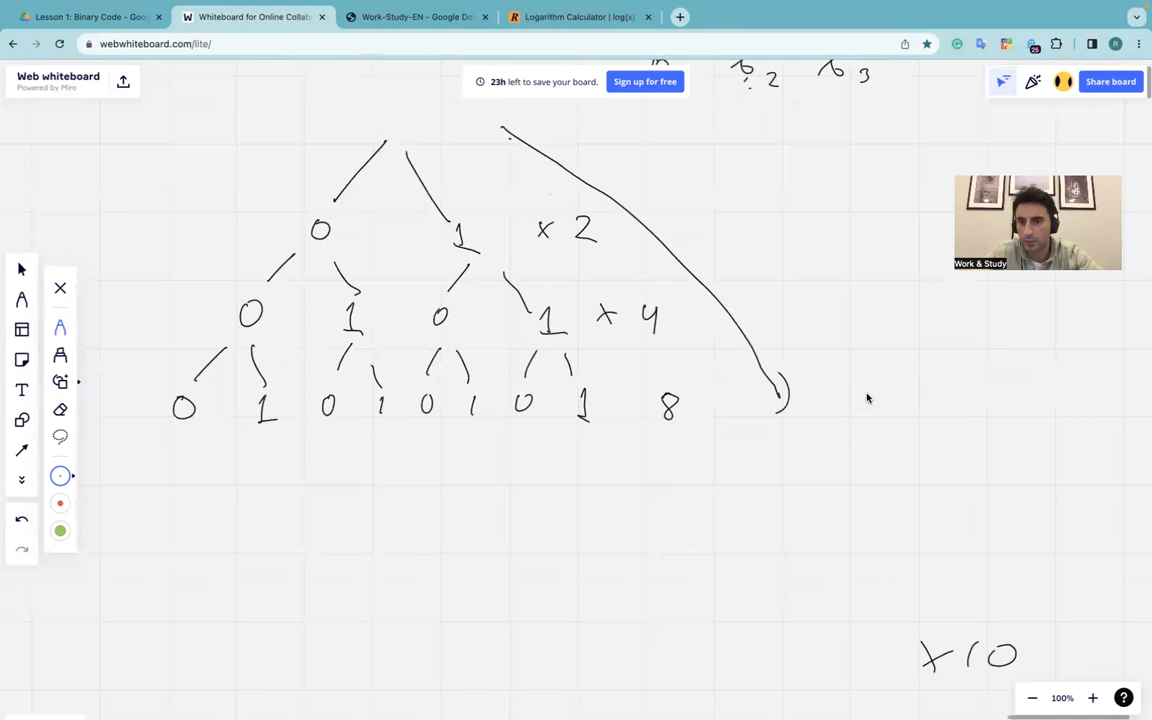 Lesson 1: Binary Code - Goo
Whiteboard for Online Collab
Work-Study-EN - Google Do
Logarithm Calculator | log(x)
webwhiteboard.com/lite/
25
R
Web whiteboard
Powered by Miro
23h left to save your board.
Sign up for free
Share board
2 3
0 1 x 2
0 1 0 1 x 4
0 1 0 1 0 1 0 1 8
Work & Study
T
x10
100%